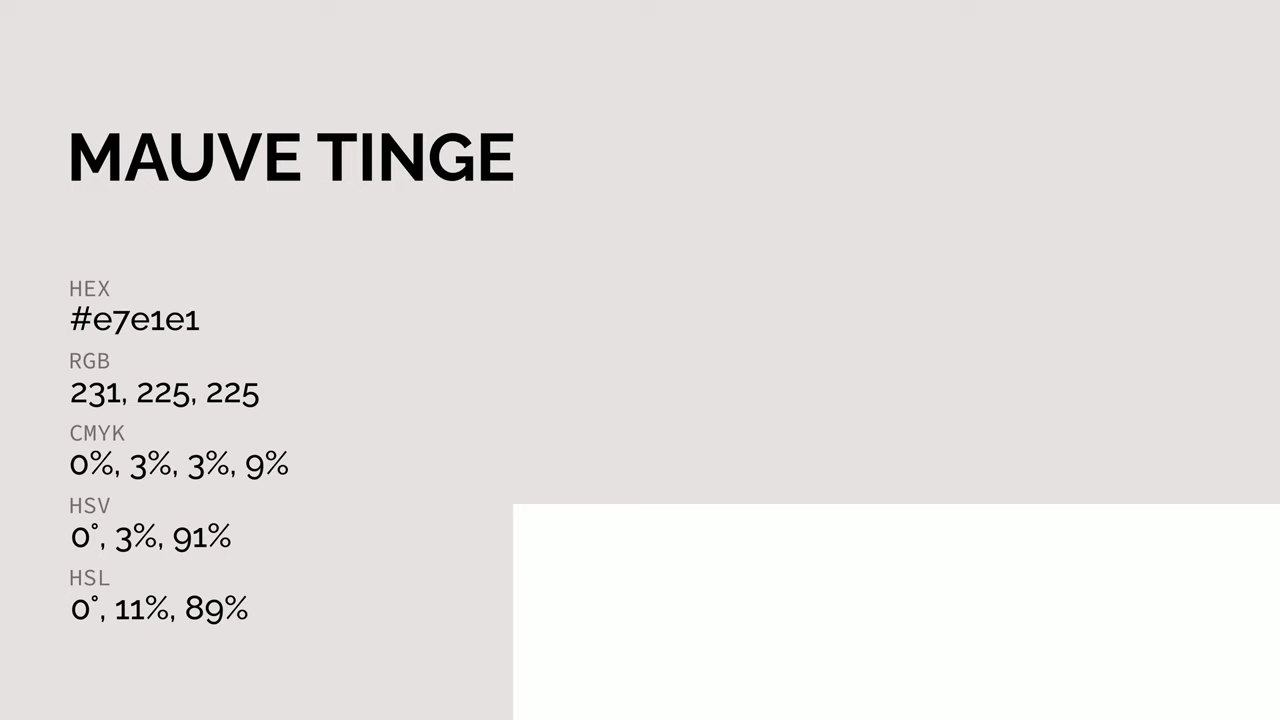 MAUVE TINGE
HEX
#e7e1e1
RGB
231, 225, 225
CMYK
0%, 3%, 3%, 9%
HSV
0°, 3%, 91%
HSL
0°, 11%, 89%